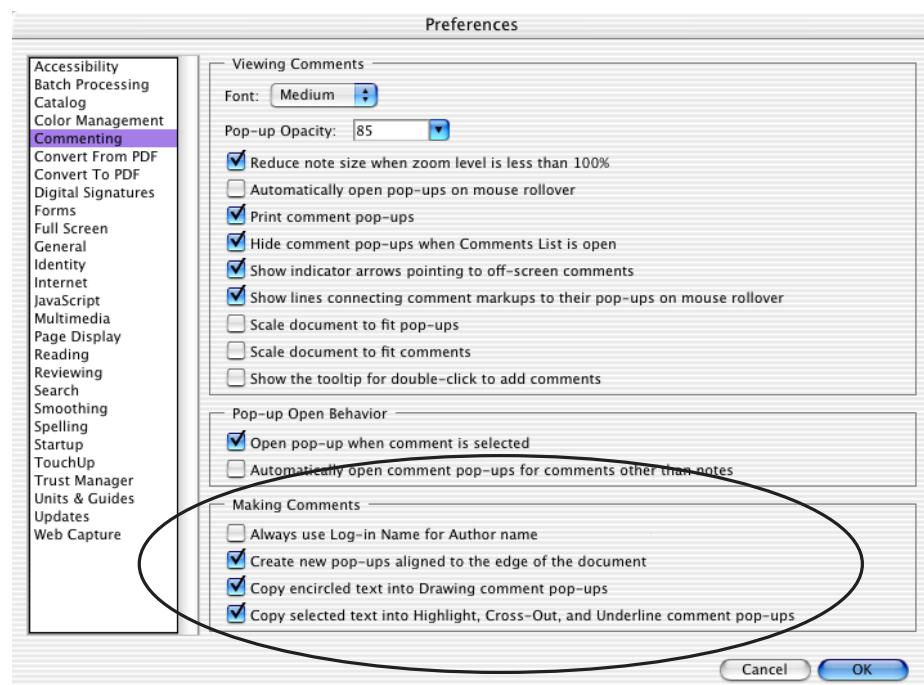 Preferences
Accessibility
Batch Processing
Catalog
Color Management
Commenting
Convert From PDF
Convert To PDF
Digital Signatures
Forms
Full Screen
General
Identity
Internet
JavaScript
Multimedia
Page Display
Reading
Reviewing
Search
Smoothing
Spelling
Startup
TouchUp
Trust Manager
Units & Guides
Updates
Web Capture
Viewing Comments
Font: Medium
Pop-up Opacity: 85
Reduce note size when zoom level is less than 100%
Automatically open pop-ups on mouse rollover
Print comment pop-ups
Hide comment pop-ups when Comments List is open
Show indicator arrows pointing to off-screen comments
Show lines connecting comment markups to their pop-ups on mouse rollover
Scale document to fit pop-ups
Scale document to fit comments
Show the tooltip for double-click to add comments
Pop-up Open Behavior
Open pop-up when comment is selected
Automatically open comment pop-ups for comments other than notes
Making Comments
Always use Log-in Name for Author name
Create new pop-ups aligned to the edge of the document
Copy encircled text into Drawing comment pop-ups
Copy selected text into Highlight, Cross-Out, and Underline comment pop-ups
Cancel OK